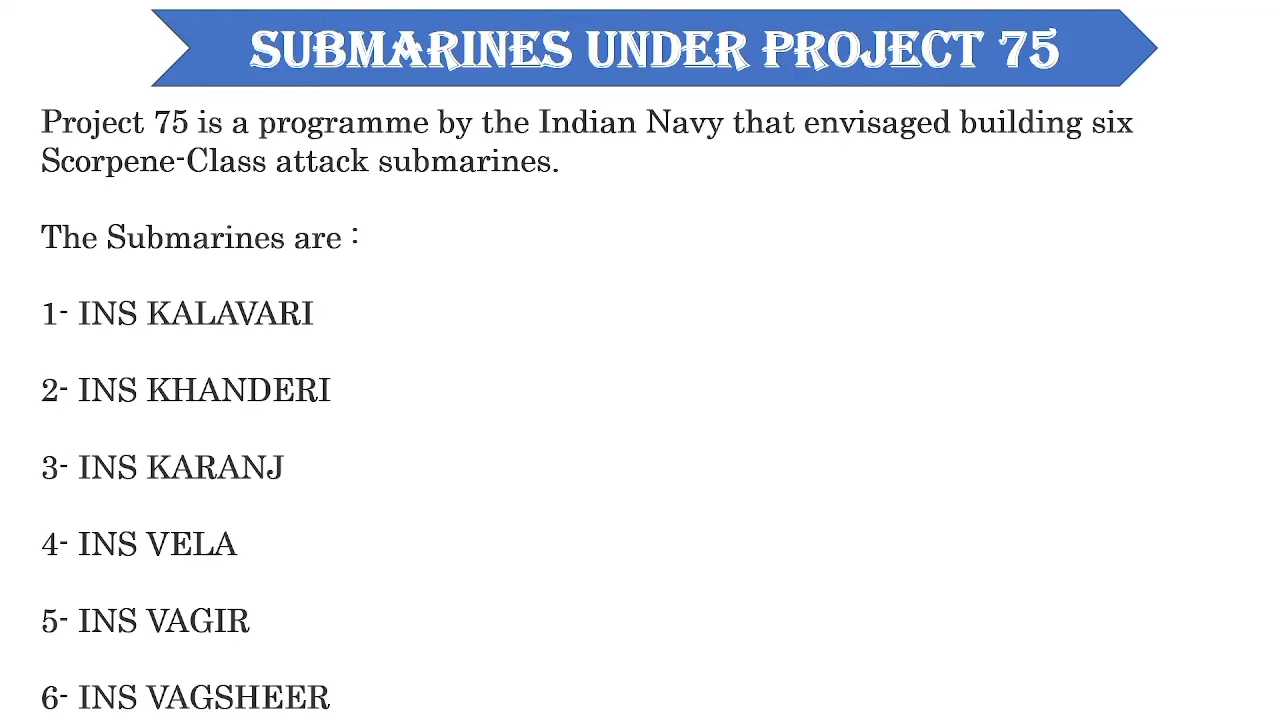 SUBMARINES UNDER PROJECT 75
Project 75 is a programme by the Indian Navy that envisaged building six
Scorpene-Class attack submarines.
The Submarines are :
1- INS KALAVARI
2- INS KHANDERI
3- INS KARANJ
4- INS VELA
5- INS VAGIR
6- INS VAGSHEER